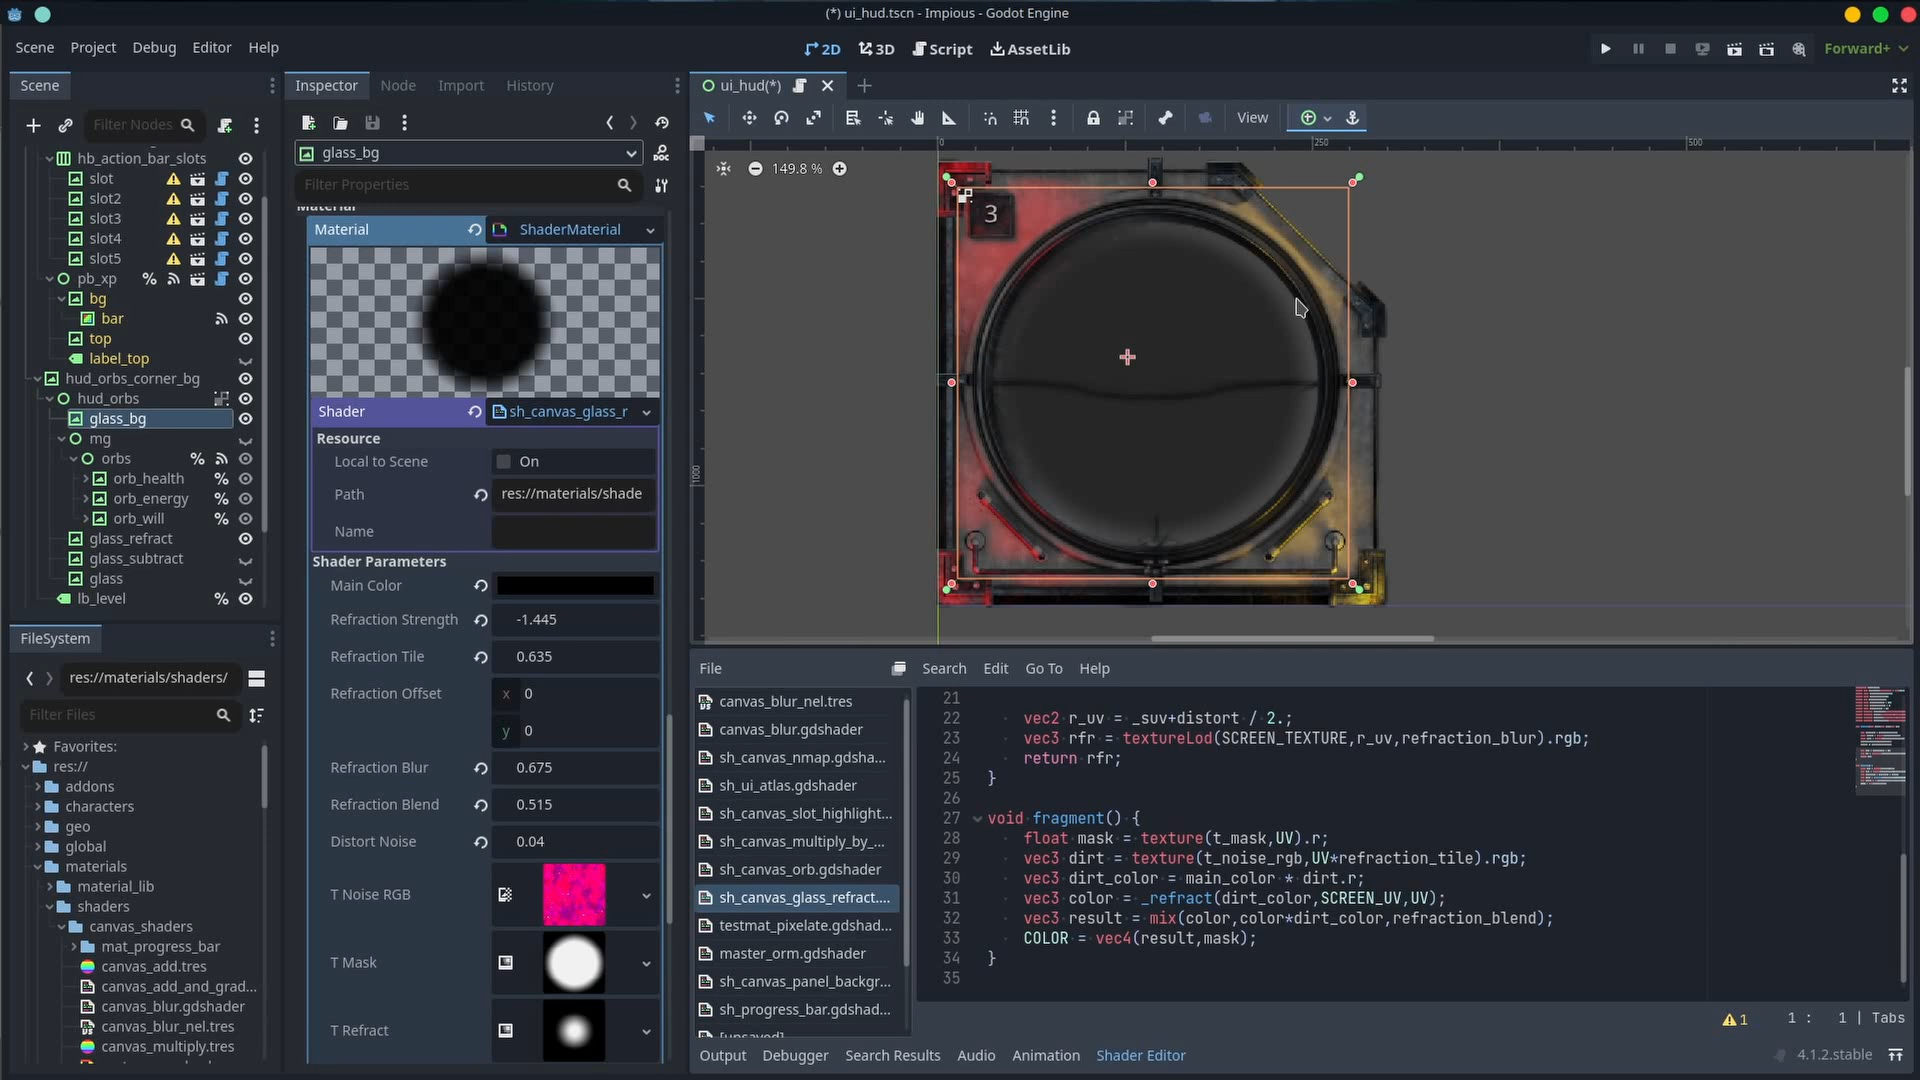 (*) ui_hud.tscn - Impious - Godot Engine
Scene Project Debug Editor Help
2D 3D Script AssetLib
Forward+
Scene
Filter Nodes
hb_action_bar_slots
slot
slot2
slot3
slot4
slot5
pb_xp %
bg
bar
top
label_top
hud_orbs_corner_bg
hud_orbs
glass_bg
mg
orbs %
orb_health %
orb_energy %
orb_will %
glass_refract
glass_subtract
glass
lb_level %
FileSystem
res://materials/shaders/
Filter Files
Favorites:
res://
addons
characters
geo
global
materials
material_lib
shaders
canvas_shaders
mat_progress_bar
canvas_add.tres
canvas_add_and_grad...
canvas_blur.gdshader
canvas_blur_nel.tres
canvas_multiply.tres
Inspector Node Import History
glass_bg
Filter Properties
Material
Material ShaderMaterial
Shader sh_canvas_glass_r
Resource
Local to Scene On
Path res://materials/shade
Name
Shader Parameters
Main Color
Refraction Strength -1.445
Refraction Tile 0.635
Refraction Offset x 0
y 0
Refraction Blur 0.675
Refraction Blend 0.515
Distort Noise 0.04
T Noise RGB
T Mask
T Refract
ui_hud(*)
View
0 250 500
149.8 %
1000
3
File
canvas_blur_nel.tres
canvas_blur.gdshader
sh_canvas_nmap.gdsha...
sh_ui_atlas.gdshader
sh_canvas_slot_highlight...
sh_canvas_multiply_by_...
sh_canvas_orb.gdshader
sh_canvas_glass_refract....
testmat_pixelate.gdshad...
master_orm.gdshader
sh_canvas_panel_backgr...
sh_progress_bar.gdshad...
[unsaved]
Search Edit Go To Help
21
22 vec2 r_uv = _suv+distort / 2.;
23 vec3 rfr = textureLod(SCREEN_TEXTURE,r_uv,refraction_blur).rgb;
24 return rfr;
25 }
26
27 void fragment() {
28 float mask = texture(t_mask,UV).r;
29 vec3 dirt = texture(t_noise_rgb,UV*refraction_tile).rgb;
30 vec3 dirt_color = main_color * dirt.r;
31 vec3 color = _refract(dirt_color,SCREEN_UV,UV);
32 vec3 result = mix(color,color*dirt_color,refraction_blend);
33 COLOR = vec4(result,mask);
34 }
35
1 1 : 1 | Tabs
Output Debugger Search Results Audio Animation Shader Editor
4.1.2.stable